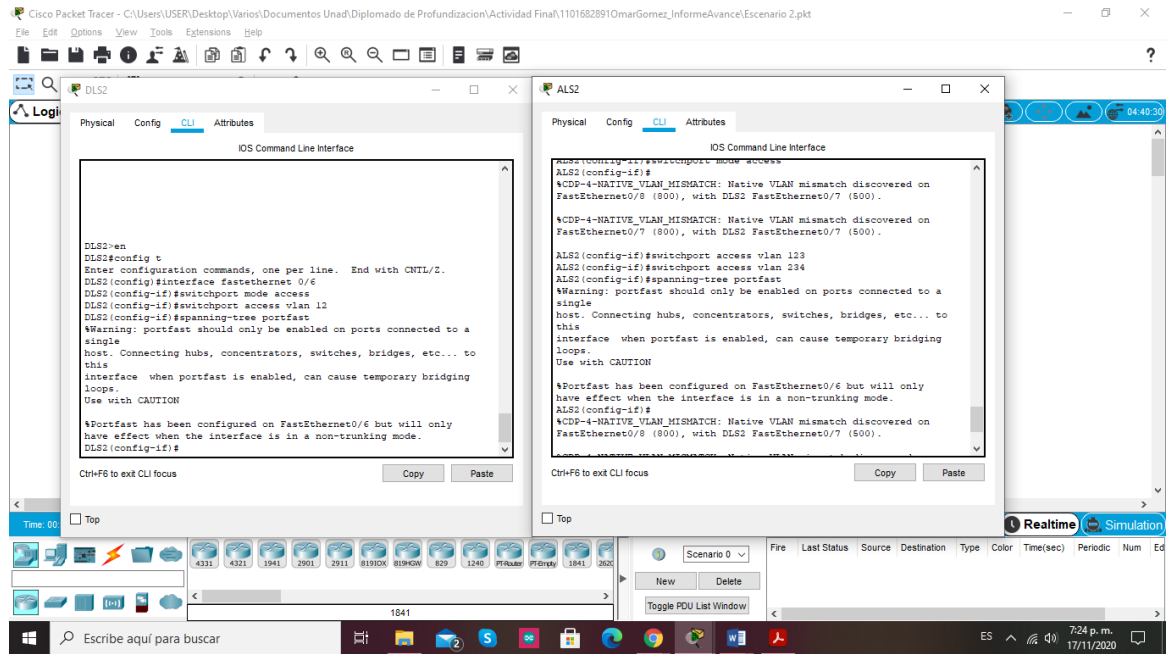 Cisco Packet Tracer - C:\Users\USER\Desktop\Varios\Documentos Unad\Diplomado de Profundizacion\Actividad Final\1101682891OmarGomez_InformeAvance\Escenario 2.pkt
File Edit Options View Tools Extensions Help
?
Logi
04:40:30
DLS2
Physical Config CLI Attributes
IOS Command Line Interface
DLS2>en
DLS2#config t
Enter configuration commands, one per line. End with CNTL/Z.
DLS2(config)#interface fastethernet 0/6
DLS2(config-if)#switchport mode access
DLS2(config-if)#switchport access vlan 12
DLS2(config-if)#spanning-tree portfast
%Warning: portfast should only be enabled on ports connected to a
single
host. Connecting hubs, concentrators, switches, bridges, etc... to
this
interface when portfast is enabled, can cause temporary bridging
loops.
Use with CAUTION
%Portfast has been configured on FastEthernet0/6 but will only
have effect when the interface is in a non-trunking mode.
DLS2(config-if)#
Ctrl+F6 to exit CLI focus
Copy Paste
Top
ALS2
Physical Config CLI Attributes
IOS Command Line Interface
ALS2(config-if)#switchport mode access
ALS2(config-if)#
%CDP-4-NATIVE_VLAN_MISMATCH: Native VLAN mismatch discovered on
FastEthernet0/8 (800), with DLS2 FastEthernet0/7 (500).
%CDP-4-NATIVE_VLAN_MISMATCH: Native VLAN mismatch discovered on
FastEthernet0/7 (800), with DLS2 FastEthernet0/7 (500).
ALS2(config-if)#switchport access vlan 123
ALS2(config-if)#switchport access vlan 234
ALS2(config-if)#spanning-tree portfast
%Warning: portfast should only be enabled on ports connected to a
single
host. Connecting hubs, concentrators, switches, bridges, etc... to
this
interface when portfast is enabled, can cause temporary bridging
loops.
Use with CAUTION
%Portfast has been configured on FastEthernet0/6 but will only
have effect when the interface is in a non-trunking mode.
ALS2(config-if)#
%CDP-4-NATIVE_VLAN_MISMATCH: Native VLAN mismatch discovered on
FastEthernet0/8 (800), with DLS2 FastEthernet0/7 (500).
Ctrl+F6 to exit CLI focus
Copy Paste
Top
Time: 00:
Realtime Simulation
4331 4321 1941 2901 2911 819IOX 819HGW 829 1240 PT-Router PT-Empty 1841 2620
1841
Scenario 0
New Delete
Toggle PDU List Window
Fire Last Status Source Destination Type Color Time(sec) Periodic Num Ed
Escribe aquí para buscar
2
ES
7:24 p. m.
17/11/2020